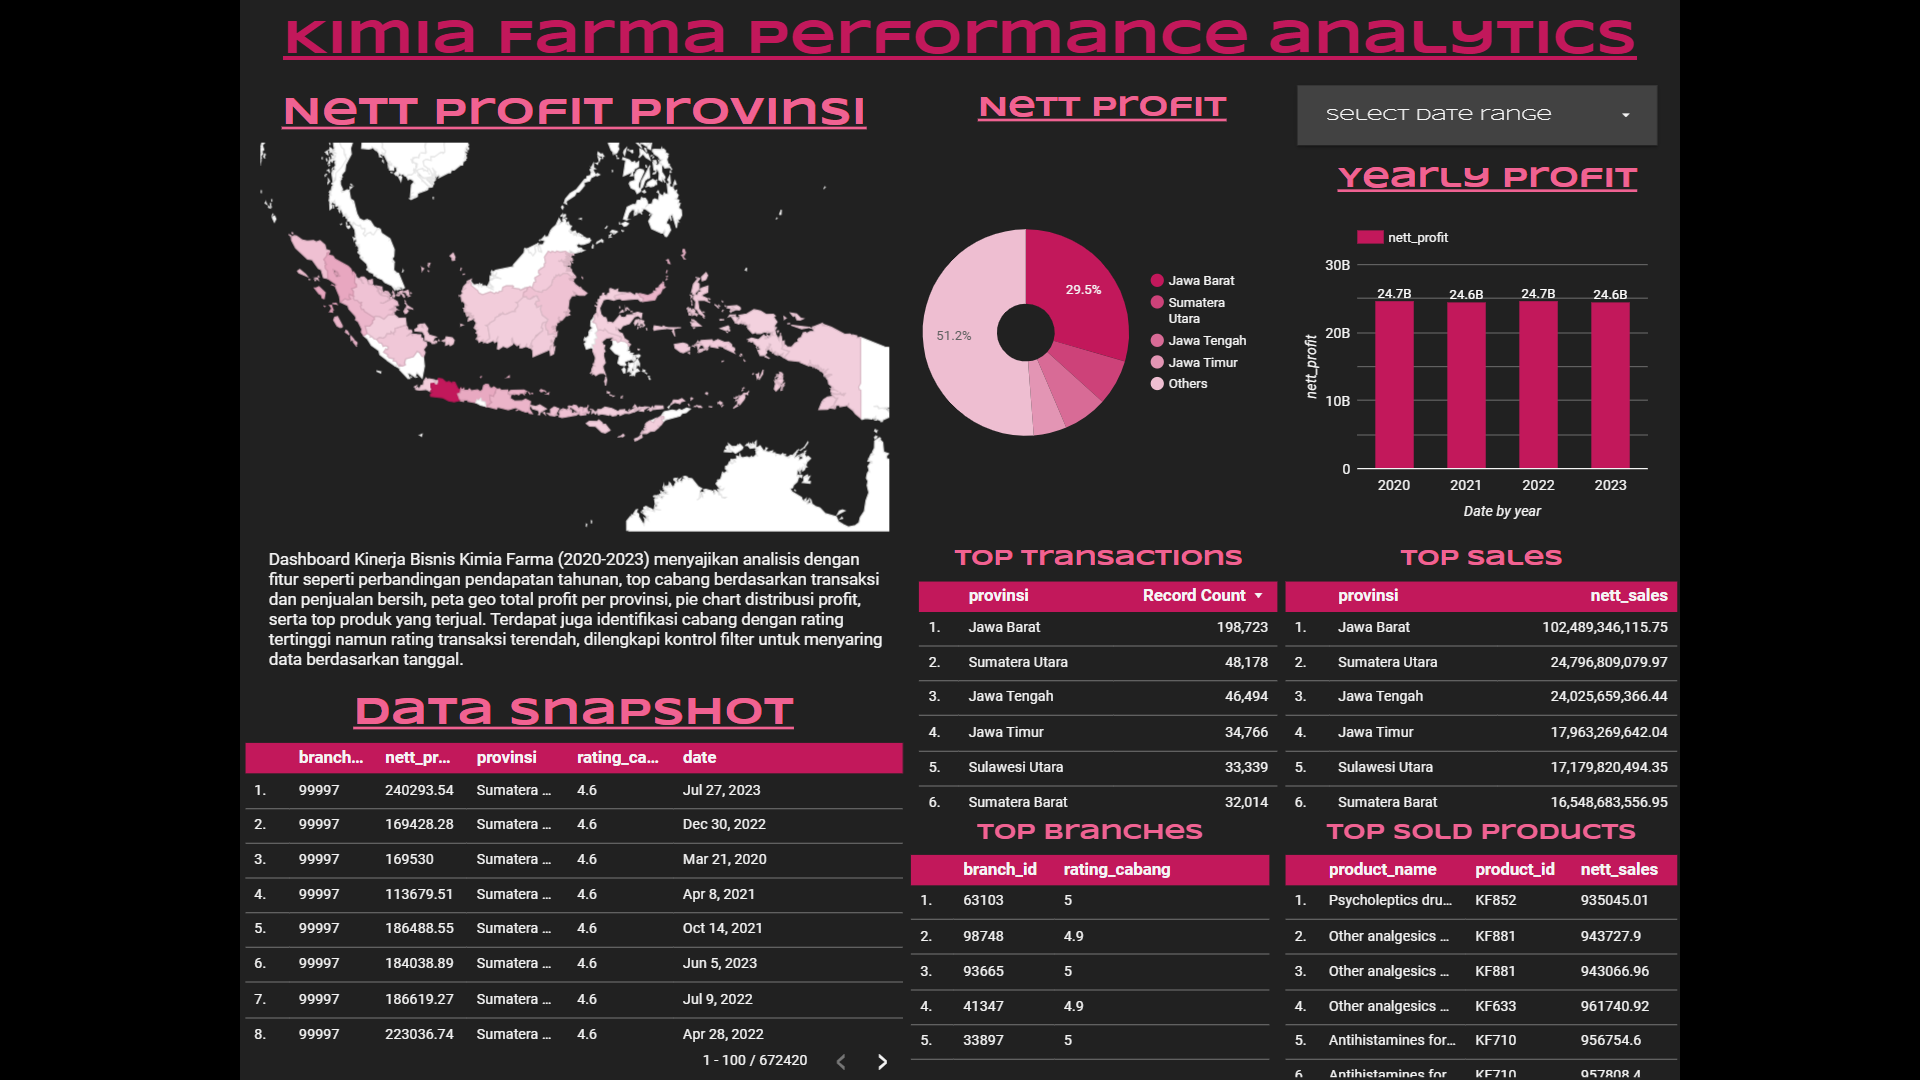 Kimia Farma Performance Analytics
Nett Profit Provinsi
Nett Profit
Select date range
Yearly Profit
nett_profit
30B
20B
10B
0
nett_profit
24.7B
24.6B
24.7B
24.6B
2020
2021
2022
2023
Date by year
29.5%
51.2%
Jawa Barat
Sumatera
Utara
Jawa Tengah
Jawa Timur
Others
Dashboard Kinerja Bisnis Kimia Farma (2020-2023) menyajikan analisis dengan
fitur seperti perbandingan pendapatan tahunan, top cabang berdasarkan transaksi
dan penjualan bersih, peta geo total profit per provinsi, pie chart distribusi profit,
serta top produk yang terjual. Terdapat juga identifikasi cabang dengan rating
tertinggi namun rating transaksi terendah, dilengkapi kontrol filter untuk menyaring
data berdasarkan tanggal.
Data Snapshot
branch... nett_pr... provinsi rating_ca... date
1. 99997 240293.54 Sumatera ... 4.6 Jul 27, 2023
2. 99997 169428.28 Sumatera ... 4.6 Dec 30, 2022
3. 99997 169530 Sumatera ... 4.6 Mar 21, 2020
4. 99997 113679.51 Sumatera ... 4.6 Apr 8, 2021
5. 99997 186488.55 Sumatera ... 4.6 Oct 14, 2021
6. 99997 184038.89 Sumatera ... 4.6 Jun 5, 2023
7. 99997 186619.27 Sumatera ... 4.6 Jul 9, 2022
8. 99997 223036.74 Sumatera ... 4.6 Apr 28, 2022
1 - 100 / 672420
Top Transactions
provinsi Record Count
1. Jawa Barat 198,723
2. Sumatera Utara 48,178
3. Jawa Tengah 46,494
4. Jawa Timur 34,766
5. Sulawesi Utara 33,339
6. Sumatera Barat 32,014
Top Sales
provinsi nett_sales
1. Jawa Barat 102,489,346,115.75
2. Sumatera Utara 24,796,809,079.97
3. Jawa Tengah 24,025,659,366.44
4. Jawa Timur 17,963,269,642.04
5. Sulawesi Utara 17,179,820,494.35
6. Sumatera Barat 16,548,683,556.95
Top Branches
branch_id rating_cabang
1. 63103 5
2. 98748 4.9
3. 93665 5
4. 41347 4.9
5. 33897 5
Top Sold Products
product_name product_id nett_sales
1. Psycholeptics dru... KF852 935045.01
2. Other analgesics ... KF881 943727.9
3. Other analgesics ... KF881 943066.96
4. Other analgesics ... KF633 961740.92
5. Antihistamines for... KF710 956754.6
6. Antihistamines for KF710 957808.4